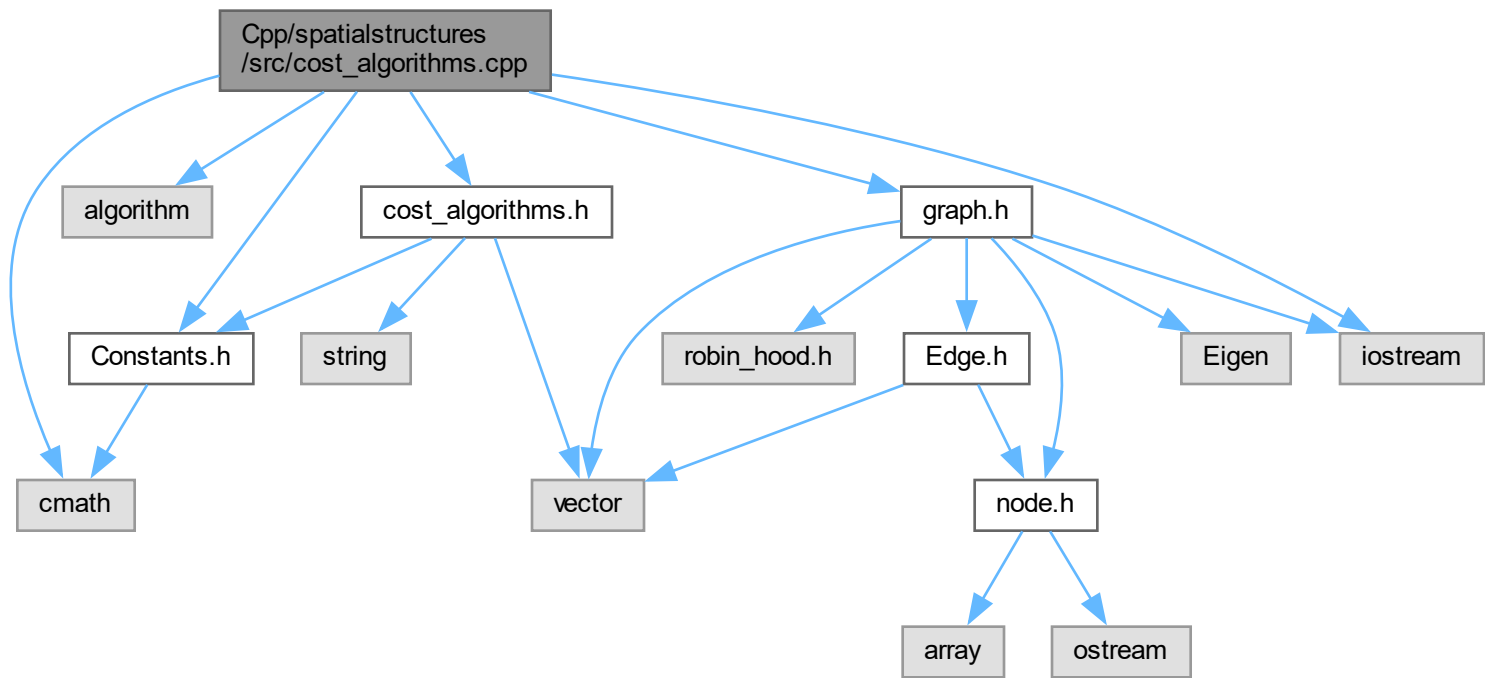 Cpp/spatialstructures
/src/cost_algorithms.cpp
algorithm
cost_algorithms.h
graph.h
Constants.h
string
robin_hood.h
Edge.h
Eigen
iostream
cmath
vector
node.h
array
ostream